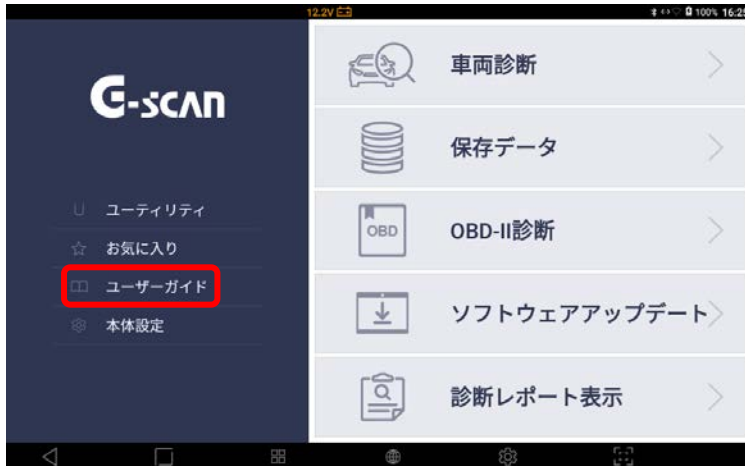 12.2V
100% 16:25
G-scan
ユーティリティ
お気に入り
ユーザーガイド
本体設定
車両診断
保存データ
OBD
OBD-II診断
ソフトウェアアップデート
診断レポート表示